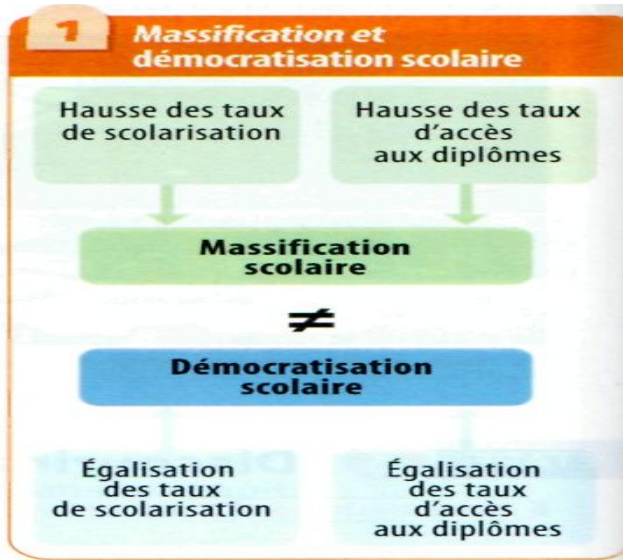 1
Massification et
démocratisation scolaire
Hausse des taux
de scolarisation
Hausse des taux
d'accès
aux diplômes
Massification
scolaire
≠
Démocratisation
scolaire
Égalisation
des taux
de scolarisation
Égalisation
des taux
d'accès
aux diplômes